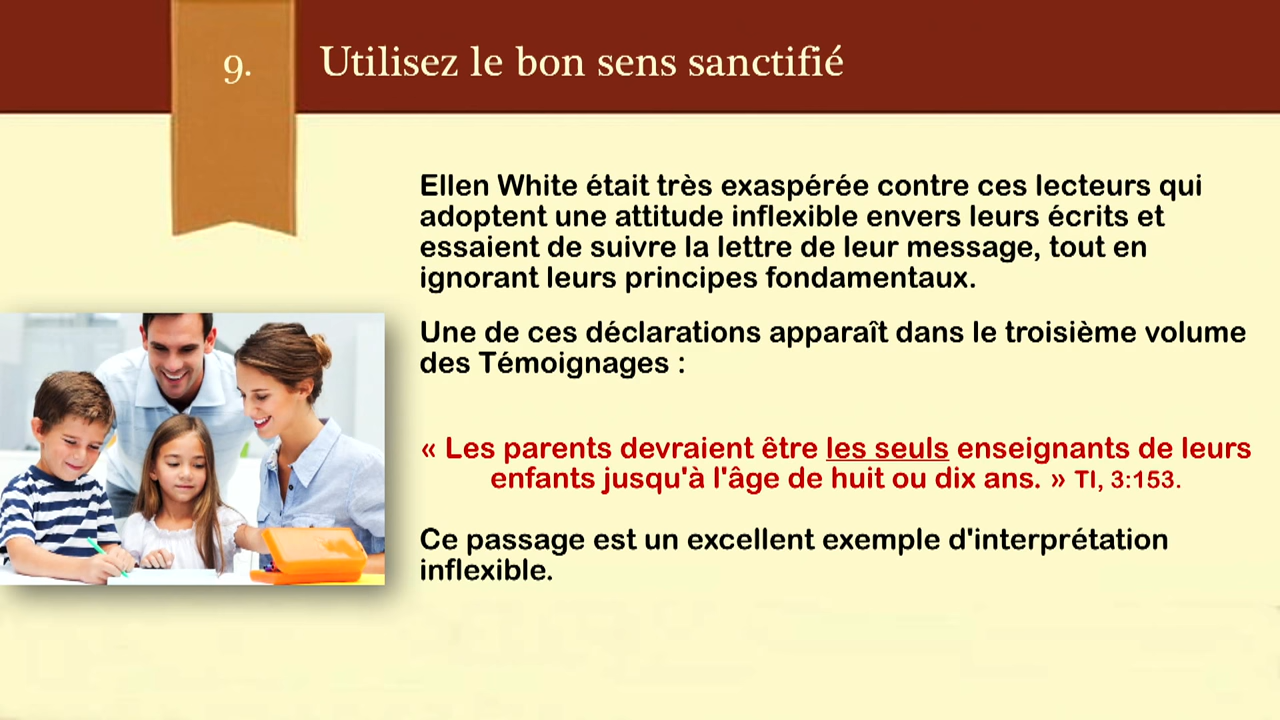 9.
Utilisez le bon sens sanctifié
Ellen White était très exaspérée contre ces lecteurs qui
adoptent une attitude inflexible envers leurs écrits et
essaient de suivre la lettre de leur message, tout en
ignorant leurs principes fondamentaux.
Une de ces déclarations apparaît dans le troisième volume
des Témoignages :
« Les parents devraient être les seuls enseignants de leurs
enfants jusqu'à l'âge de huit ou dix ans. » TI, 3:153.
Ce passage est un excellent exemple d'interprétation
inflexible.